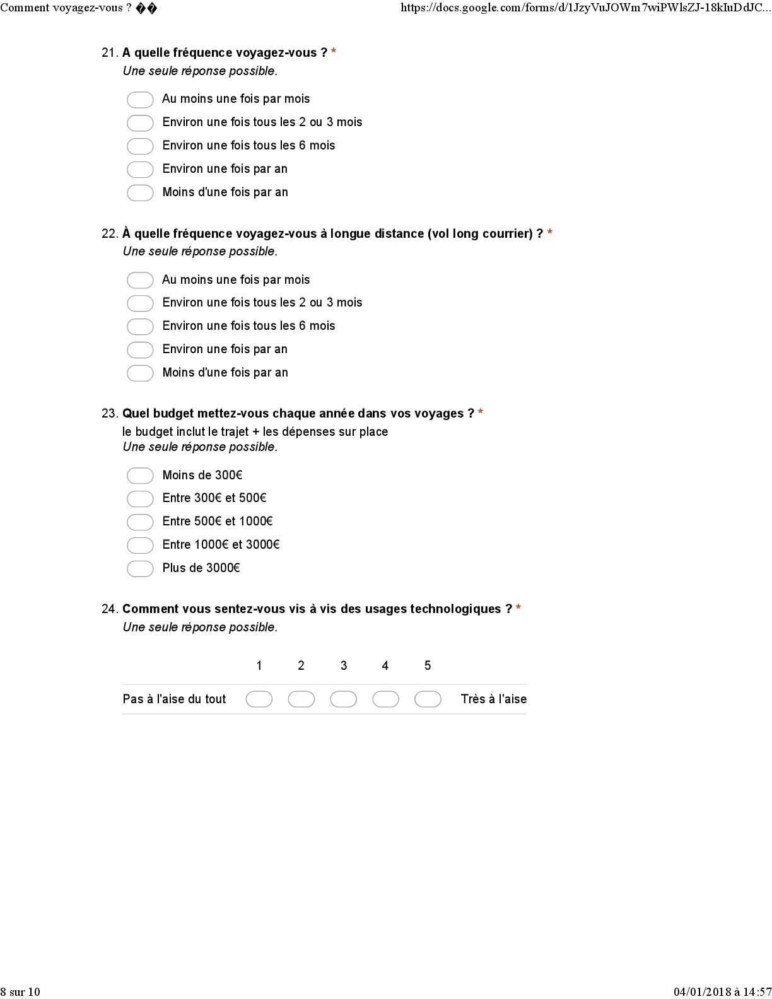 Comment voyagez-vous ? ��
https://docs.google.com/forms/d/1JzyVuJOWm7wiPWlsZJ-18kIuDdJC...
21. A quelle fréquence voyagez-vous ? *
Une seule réponse possible.
Au moins une fois par mois
Environ une fois tous les 2 ou 3 mois
Environ une fois tous les 6 mois
Environ une fois par an
Moins d'une fois par an
22. À quelle fréquence voyagez-vous à longue distance (vol long courrier) ? *
Une seule réponse possible.
Au moins une fois par mois
Environ une fois tous les 2 ou 3 mois
Environ une fois tous les 6 mois
Environ une fois par an
Moins d'une fois par an
23. Quel budget mettez-vous chaque année dans vos voyages ? *
le budget inclut le trajet + les dépenses sur place
Une seule réponse possible.
Moins de 300€
Entre 300€ et 500€
Entre 500€ et 1000€
Entre 1000€ et 3000€
Plus de 3000€
24. Comment vous sentez-vous vis à vis des usages technologiques ? *
Une seule réponse possible.
1 2 3 4 5
Pas à l'aise du tout Très à l'aise
8 sur 10
04/01/2018 à 14:57